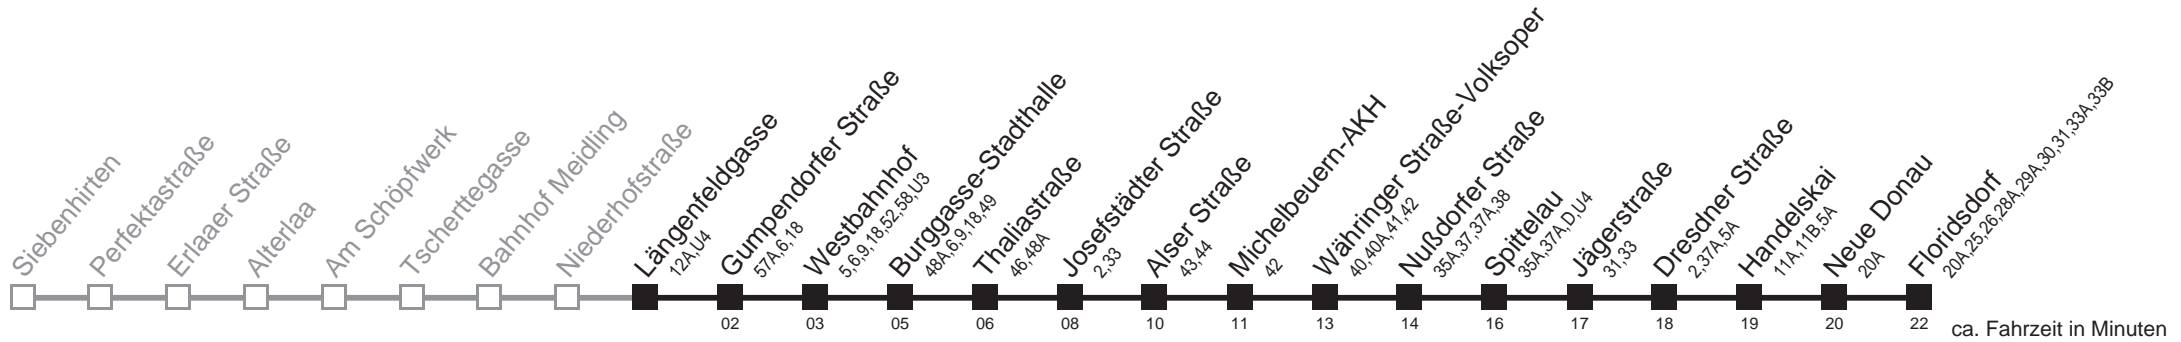 Siebenhirten
Perfektastraße
Erlaaer Straße
Alterlaa
Am Schöpfwerk
Tscherttegasse
Bahnhof Meidling
Niederhofstraße
Längenfeldgasse
12A,U4
Gumpendorfer Straße
57A,6,18
Westbahnhof
5,6,9,18,52,58,U3
Burggasse-Stadthalle
48A,6,9,18,49
Thaliastraße
46,48A
Josefstädter Straße
2,33
Alser Straße
43,44
Michelbeuern-AKH
42
Währinger Straße-Volksoper
40,40A,41,42
Nußdorfer Straße
35A,37,37A,38
Spittelau
35A,37A,D,U4
Jägerstraße
31,33
Dresdner Straße
2,37A,5A
Handelskai
11A,11B,5A
Neue Donau
20A
Floridsdorf
20A,25,26,28A,29A,30,31,33A,33B
02 03 05 06 08 10 11 13 14 16 17 18 19 20 22 ca. Fahrzeit in Minuten